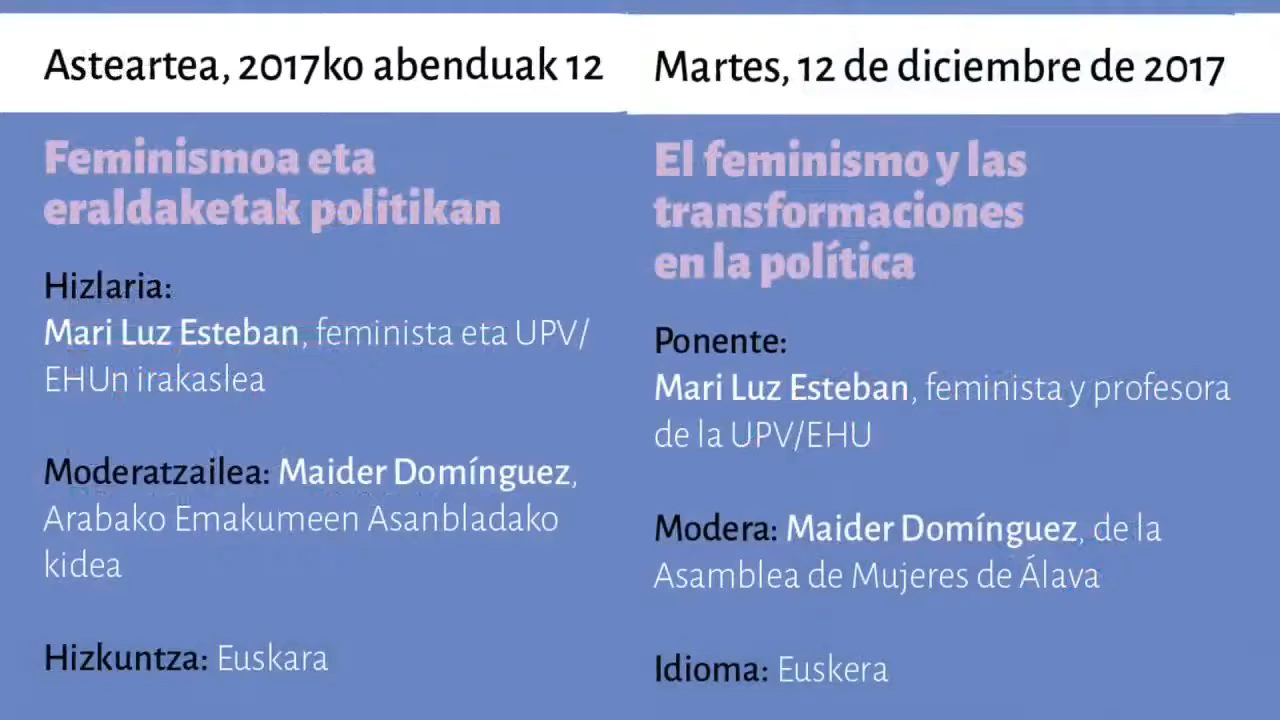 Asteartea, 2017ko abenduak 12
Feminismoa eta
eraldaketak politikan
Hizlaria:
Mari Luz Esteban, feminista eta UPV/
EHUn irakaslea
Moderatzailea: Maider Domínguez,
Arabako Emakumeen Asanbladako
kidea
Hizkuntza: Euskara
Martes, 12 de diciembre de 2017
El feminismo y las
transformaciones
en la política
Ponente:
Mari Luz Esteban, feminista y profesora
de la UPV/EHU
Modera: Maider Domínguez, de la
Asamblea de Mujeres de Álava
Idioma: Euskera